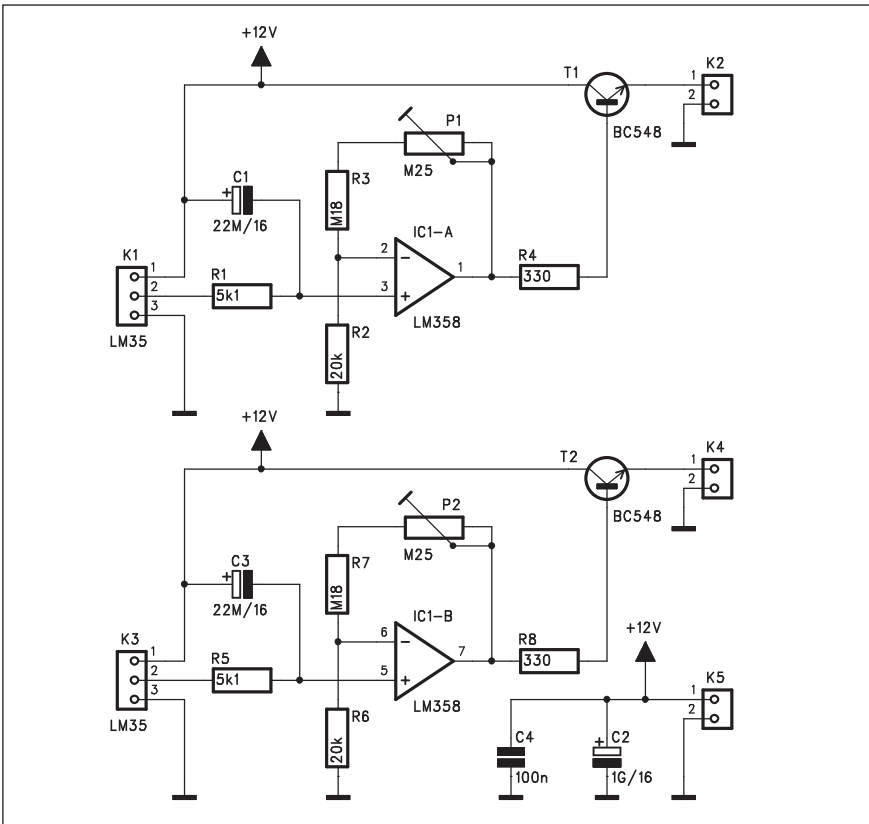 +12V
T1
K2
1
2
BC548
P1
M25
R3
M18
C1
+
22M/16
IC1-A
2
−
1
3
+
LM358
R4
330
K1
1
2
3
LM35
R1
5k1
R2
20k
+12V
T2
K4
1
2
BC548
P2
M25
R7
M18
C3
+
22M/16
IC1-B
6
−
7
5
+
LM358
R8
330
+12V
K3
1
2
3
LM35
R5
5k1
R6
20k
K5
1
2
C4
100n
+
C2
1G/16